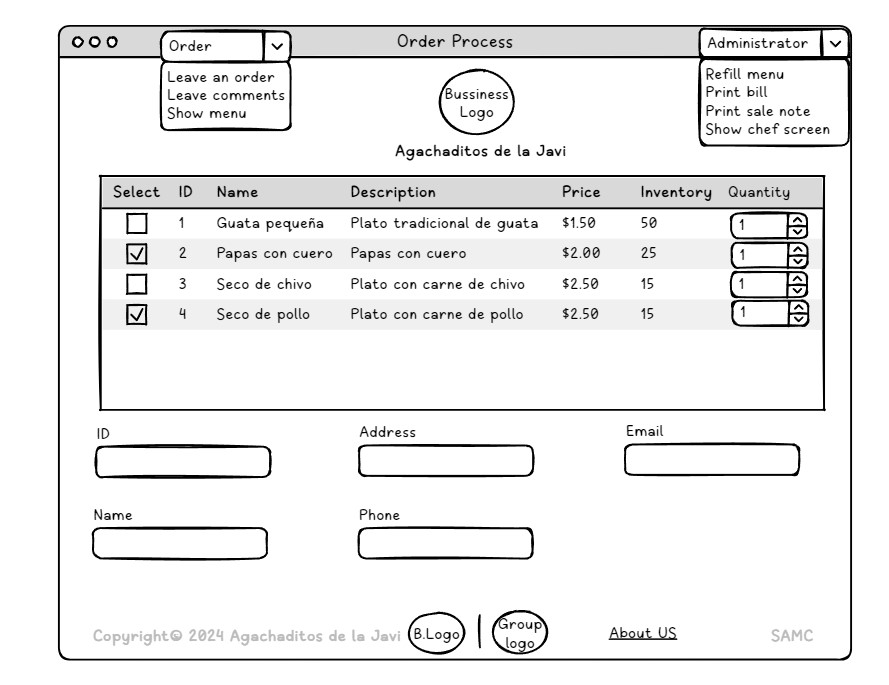 Order
Order Process
Administrator
Leave an order
Leave comments
Show menu
Refill menu
Print bill
Print sale note
Show chef screen
Bussiness
Logo
Agachaditos de la Javi
Select ID Name Description Price Inventory Quantity
1 Guata pequeña Plato tradicional de guata $1.50 50 1
2 Papas con cuero Papas con cuero $2.00 25 1
3 Seco de chivo Plato con carne de chivo $2.50 15 1
4 Seco de pollo Plato con carne de pollo $2.50 15 1
ID
Address
Email
Name
Phone
Copyright© 2024 Agachaditos de la Javi
B.Logo
Group
logo
About US
SAMC